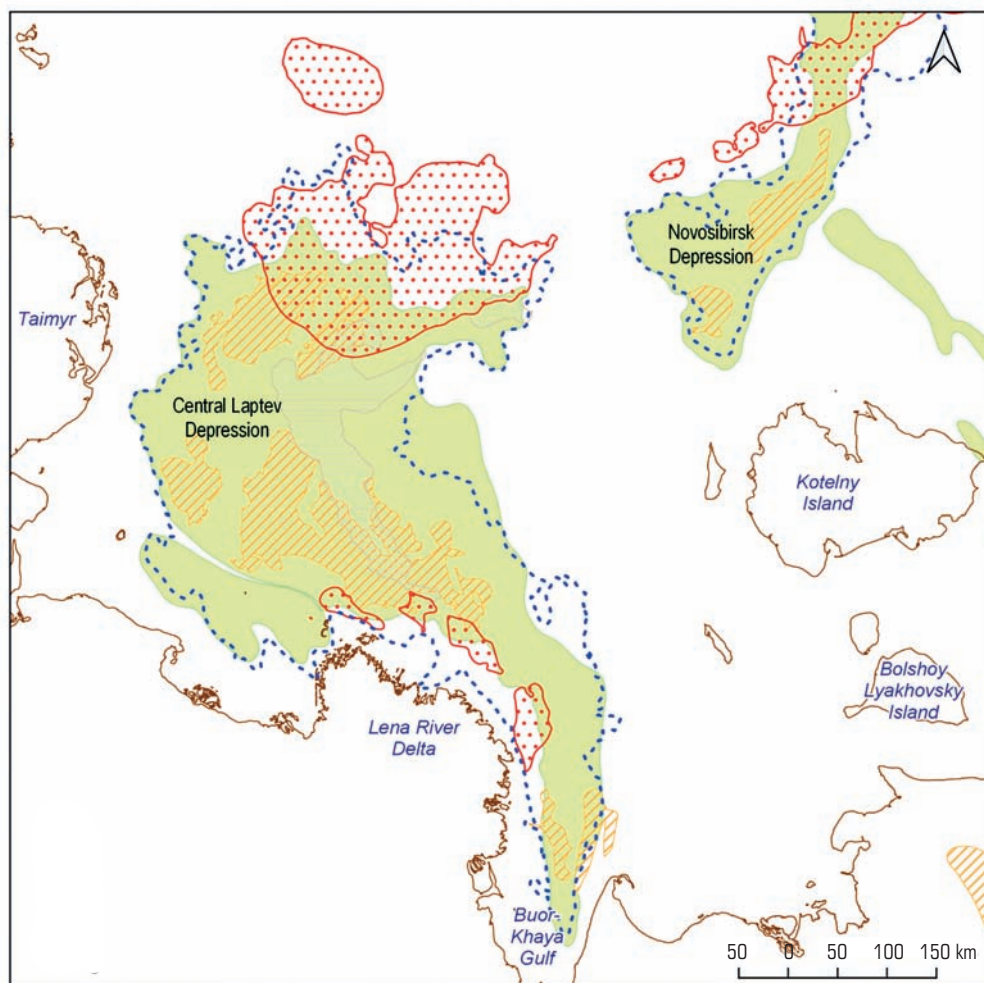 Novosibirsk
Depression
Taimyr
Central Laptev
Depression
Kotelny
Island
Bolshoy
Lyakhovsky
Island
Lena River
Delta
Buor-
Khaya
Gulf
50 0 50 100 150 km